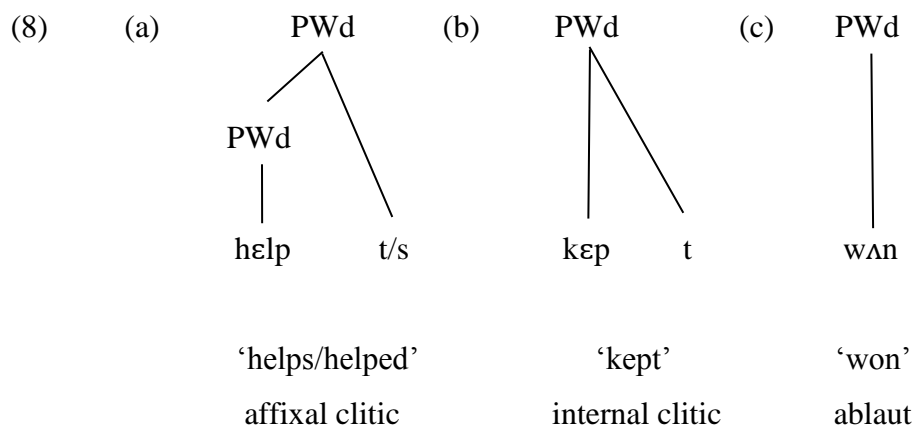 (8) (a) PWd (b) PWd (c) PWd
PWd
hɛlp t/s kɛp t wʌn
‘helps/helped’ ‘kept’ ‘won’
affixal clitic internal clitic ablaut